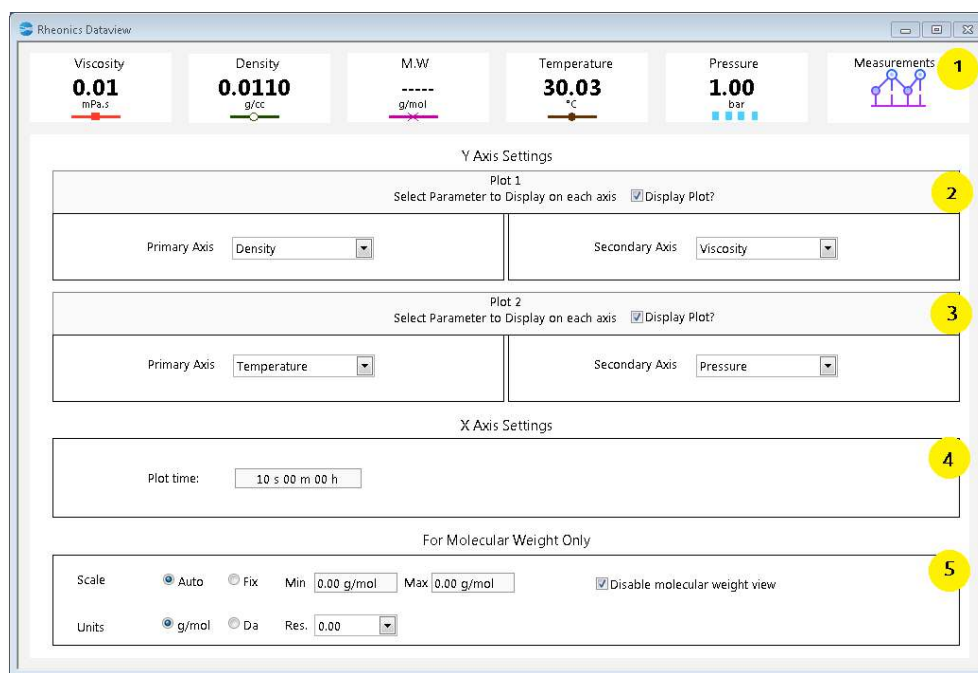 Rheonics Dataview
Viscosity
0.01
mPa.s
Density
0.0110
g/cc
M.W
-----
g/mol
Temperature
30.03
°C
Pressure
1.00
bar
Measurements
1
Y Axis Settings
Plot 1
Select Parameter to Display on each axis Display Plot?
2
Primary Axis Density Secondary Axis Viscosity
Plot 2
Select Parameter to Display on each axis Display Plot?
3
Primary Axis Temperature Secondary Axis Pressure
X Axis Settings
4
Plot time: 10 s 00 m 00 h
For Molecular Weight Only
5
Scale Auto Fix Min 0.00 g/mol Max 0.00 g/mol Disable molecular weight view
Units g/mol Da Res. 0.00